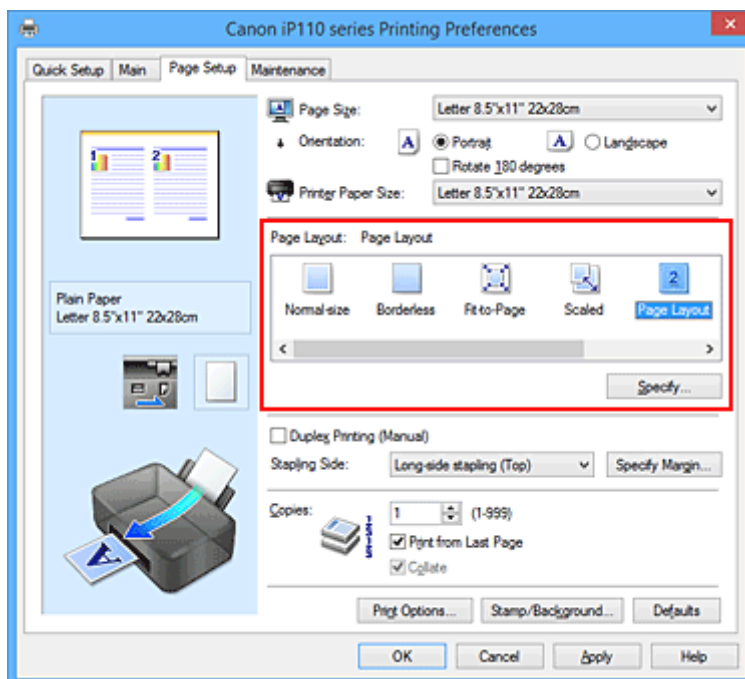 Canon iP110 series Printing Preferences
Quick Setup Main Page Setup Maintenance
1 2
Plain Paper
Letter 8.5"x11" 22x28cm
Page Size: Letter 8.5"x11" 22x28cm
Orientation: A Portrait A Landscape
Rotate 180 degrees
Printer Paper Size: Letter 8.5"x11" 22x28cm
Page Layout: Page Layout
2
Normal-size Borderless Fit-to-Page Scaled Page Layout
Specify...
Duplex Printing (Manual)
Stapling Side: Long-side stapling (Top) Specify Margin...
Copies: 1 (1-999)
Print from Last Page
Collate
A
Print Options... Stamp/Background... Defaults
OK Cancel Apply Help